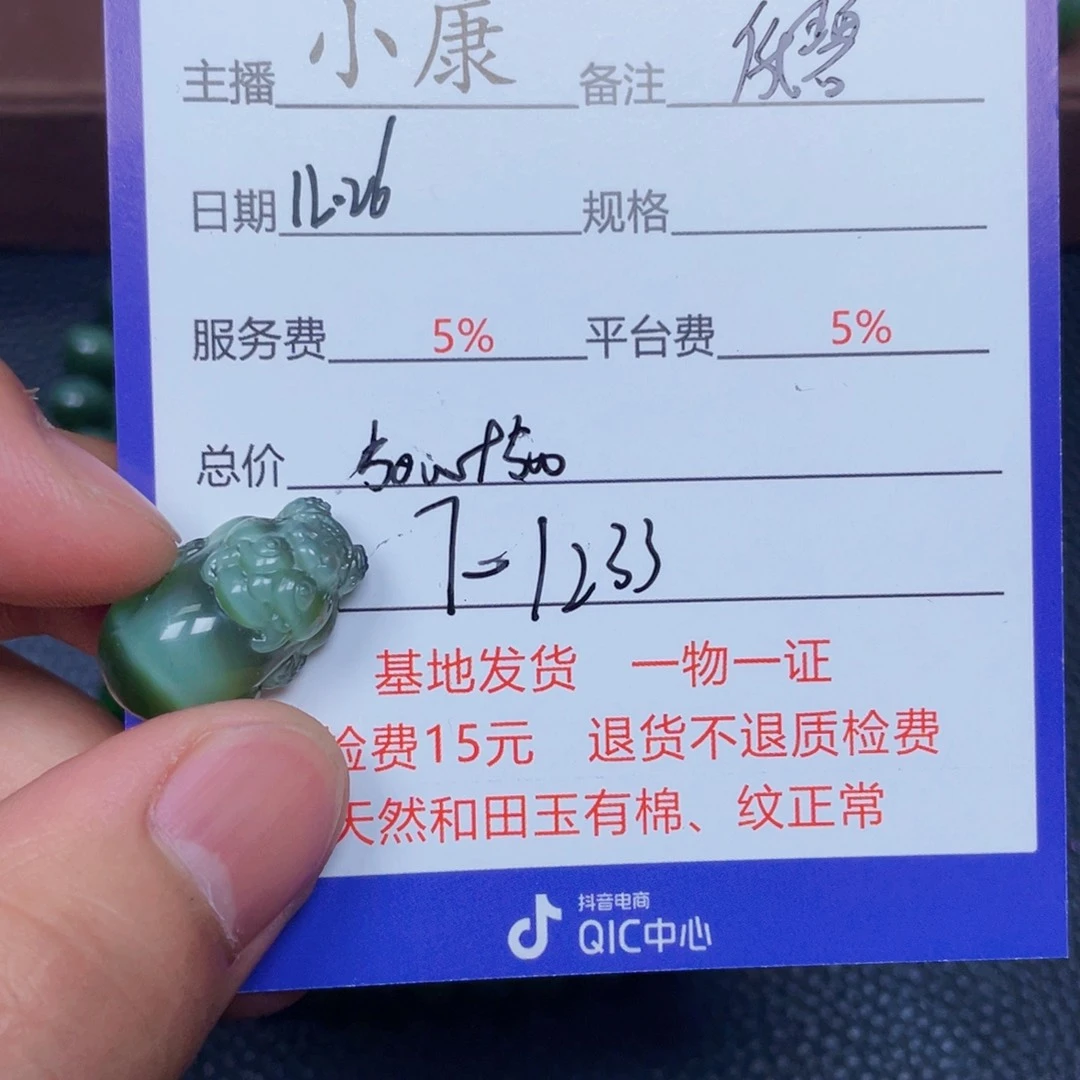 主播 小康 备注
日期 12.26 规格
服务费 5% 平台费 5%
总价
7=1233
基地发货 一物一证
检费15元 退货不退质检费
天然和田玉有棉、纹正常
抖音电商
QIC中心